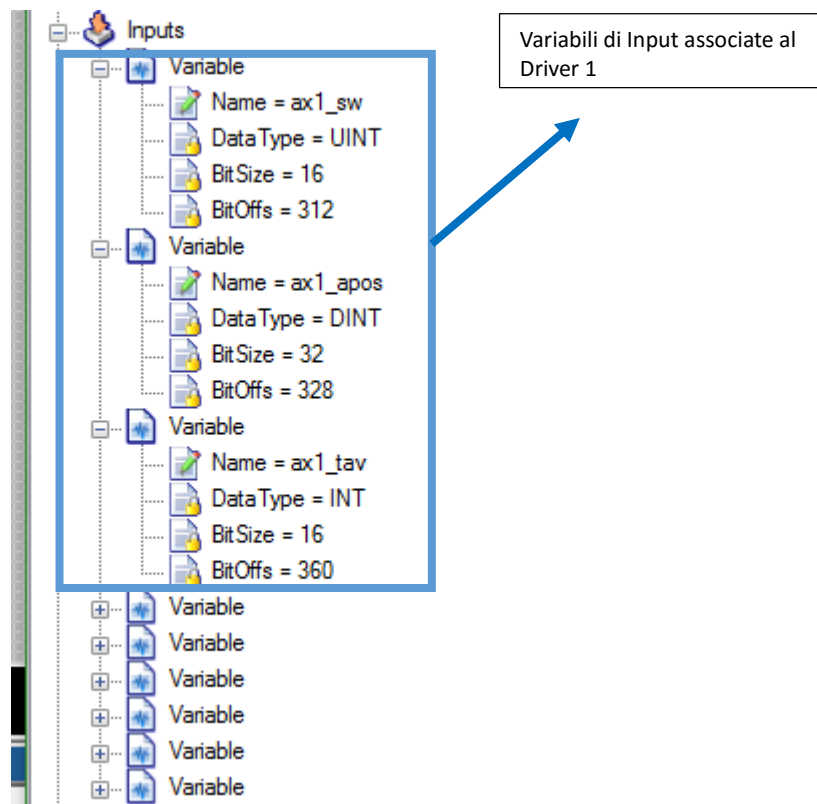 Inputs
Variabili di Input associate al
Driver 1
Variable
Name = ax1_sw
DataType = UINT
BitSize = 16
BitOffs = 312
Variable
Name = ax1_apos
DataType = DINT
BitSize = 32
BitOffs = 328
Variable
Name = ax1_tav
DataType = INT
BitSize = 16
BitOffs = 360
Variable
Variable
Variable
Variable
Variable
Variable